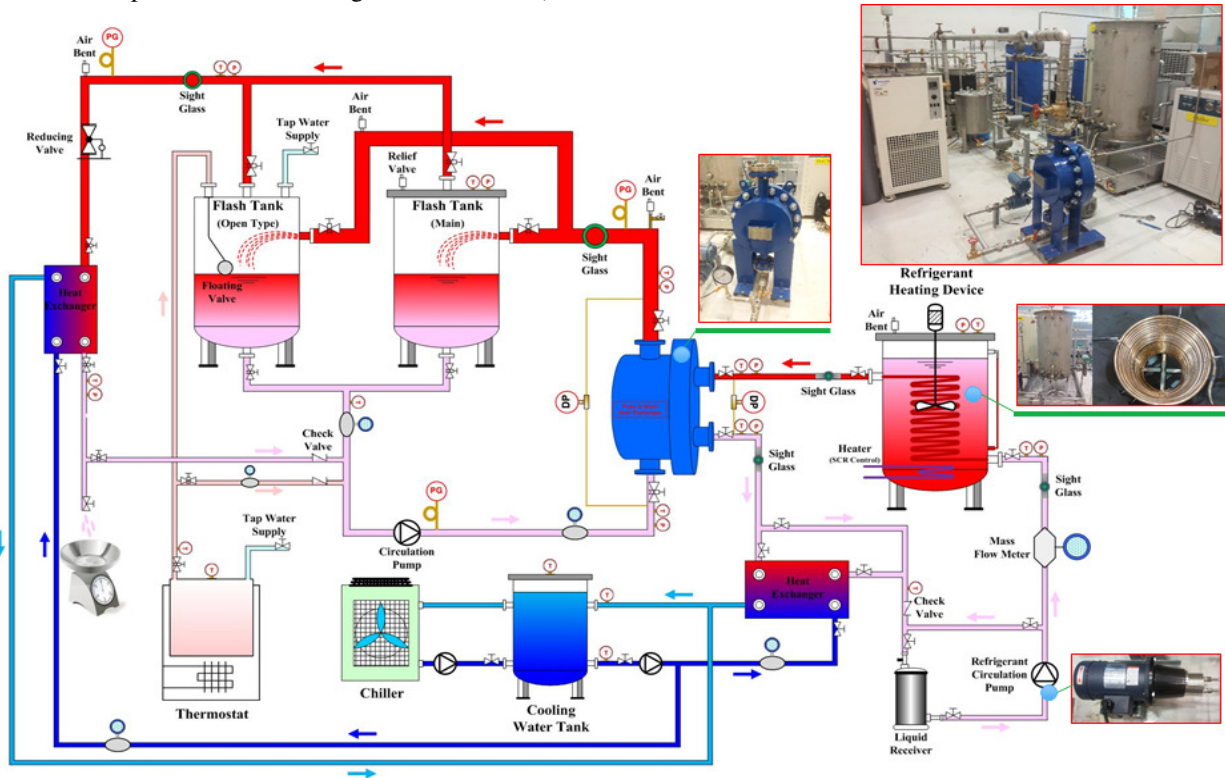 Air
Bent
PG
T
P
Sight
Glass
Reducing
Valve
Tap Water
Supply
Air
Bent
Relief
Valve
T
P
Flash Tank
(Open Type)
Flash Tank
(Main)
Floating
Valve
Sight
Glass
PG
Air
Bent
Heat
Exchanger
DP
T
P
DP
Refrigerant
Heating Device
Air
Bent
P
T
Sight Glass
Heater
(SCR Control)
T
P
Sight
Glass
Sight
Glass
Mass
Flow Meter
Check
Valve
PG
Circulation
Pump
Tap Water
Supply
T
Thermostat
Chiller
T
T
T
Cooling
Water Tank
Heat
Exchanger
Check
Valve
Refrigerant
Circulation
Pump
Liquid
Receiver